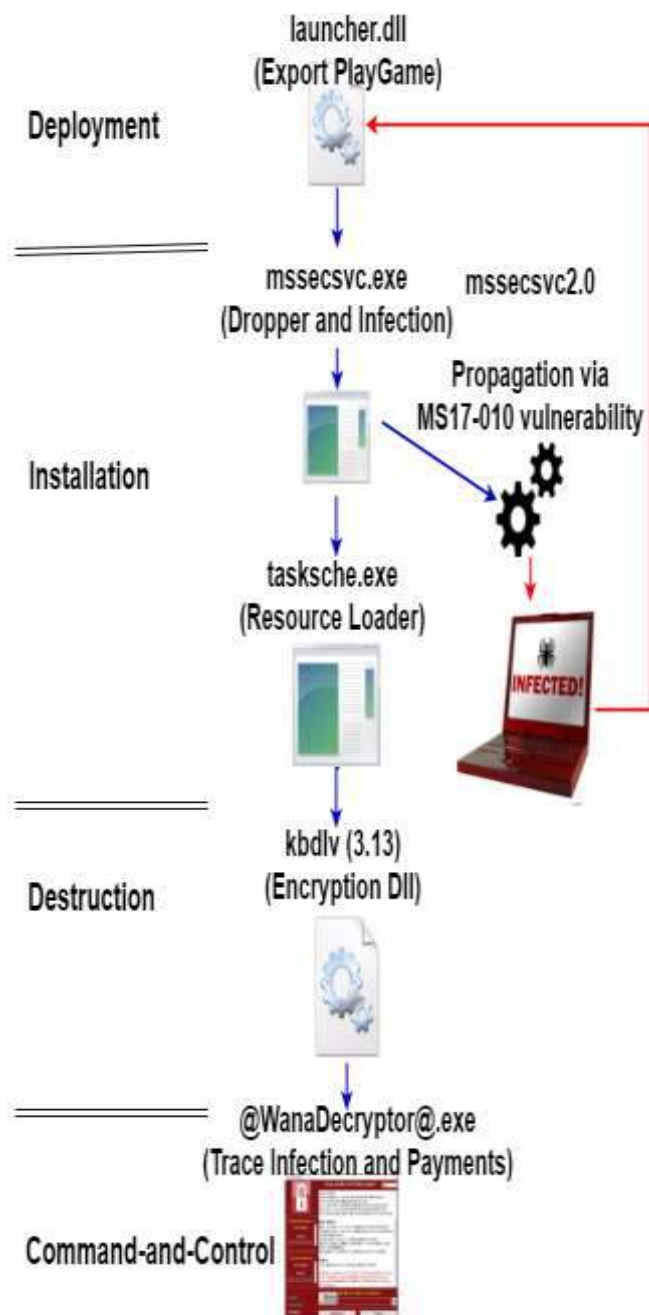 launcher.dll
(Export PlayGame)
Deployment
mssecsvc.exe
(Dropper and Infection)
mssecsvc2.0
Propagation via
MS17-010 vulnerability
Installation
tasksche.exe
(Resource Loader)
INFECTED!
kbdlv (3.13)
(Encryption Dll)
Destruction
@WanaDecryptor@.exe
(Trace Infection and Payments)
Command-and-Control